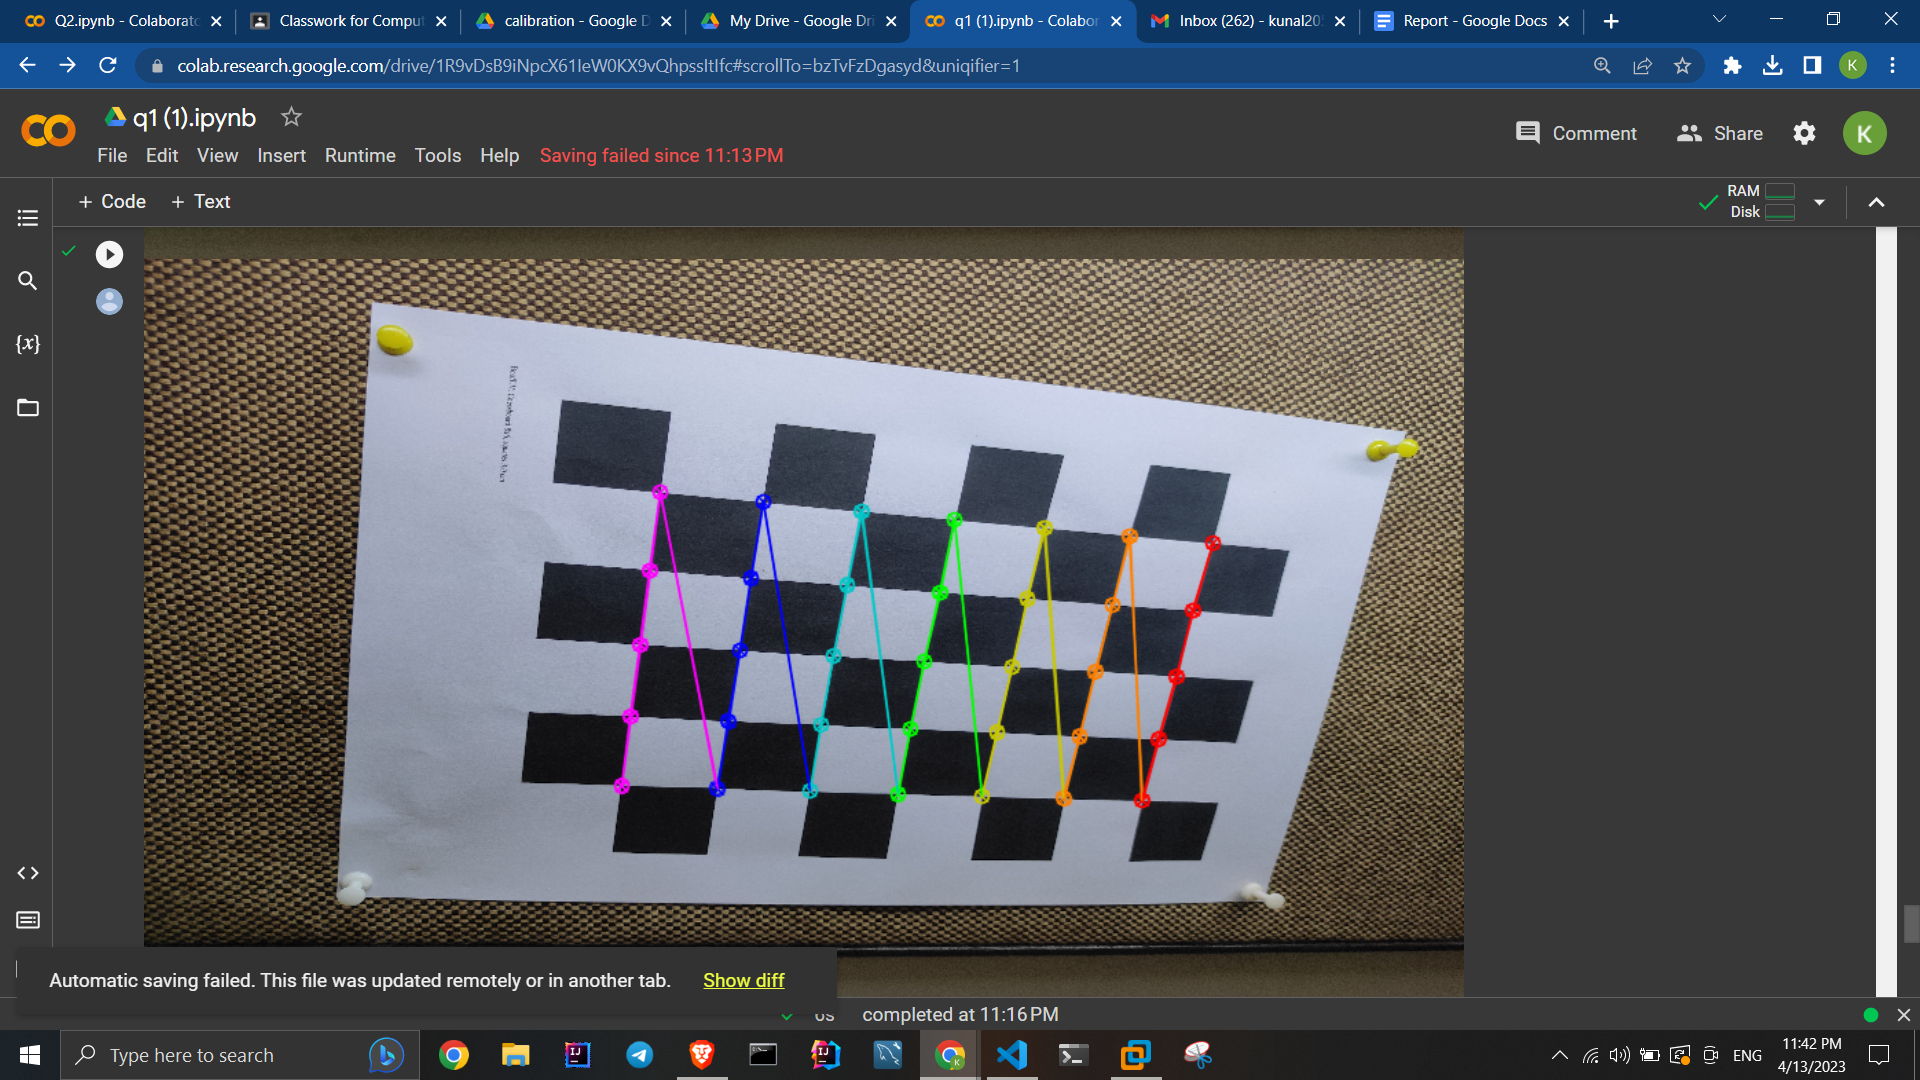 Q2.ipynb - Colaborato
Classwork for Comput
calibration - Google D
My Drive - Google Dri
q1 (1).ipynb - Colabor
Inbox (262) - kunal20
Report - Google Docs
colab.research.google.com/drive/1R9vDsB9iNpcX61IeW0KX9vQhpssItIfc#scrollTo=bzTvFzDgasyd&uniqifier=1
K
q1 (1).ipynb
Comment
Share
K
File Edit View Insert Runtime Tools Help Saving failed since 11:13 PM
+ Code + Text
RAM
Disk
{x}
Automatic saving failed. This file was updated remotely or in another tab. Show diff
completed at 11:16 PM
Type here to search
ENG
11:42 PM
4/13/2023